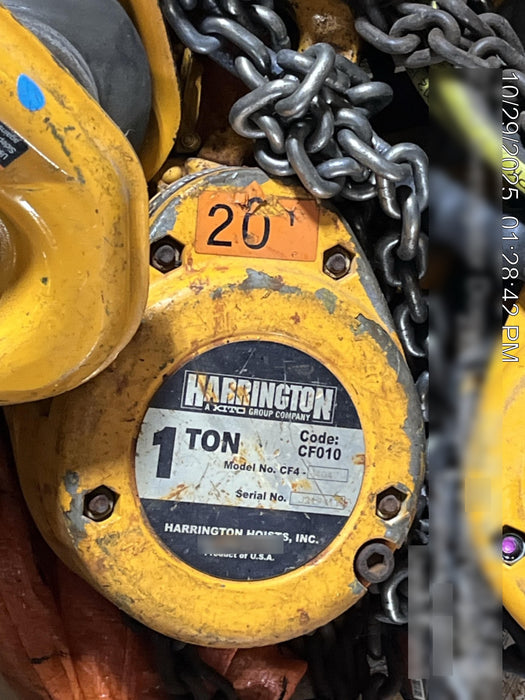 20'
HARRINGTON
A KITO GROUP COMPANY
1 TON
Code:
CF010
Model No. CF4 -
Serial No.
HARRINGTON HOISTS, INC.
Product of U.S.A.
10/29/2025 01:28:42 PM